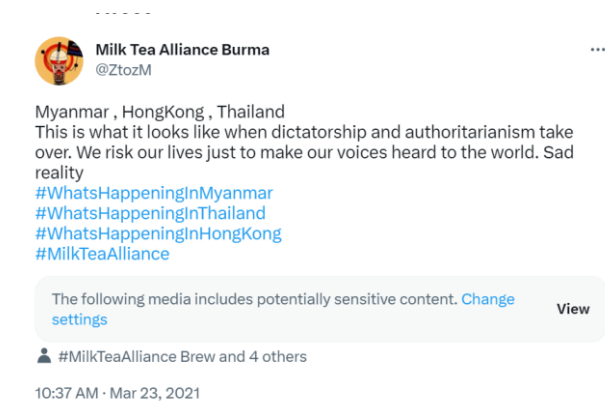 Milk Tea Alliance Burma
@ZtozM
Myanmar , HongKong , Thailand
This is what it looks like when dictatorship and authoritarianism take
over. We risk our lives just to make our voices heard to the world. Sad
reality
#WhatsHappeningInMyanmar
#WhatsHappeningInThailand
#WhatsHappeningInHongKong
#MilkTeaAlliance
The following media includes potentially sensitive content. Change
settings
View
#MilkTeaAlliance Brew and 4 others
10:37 AM · Mar 23, 2021